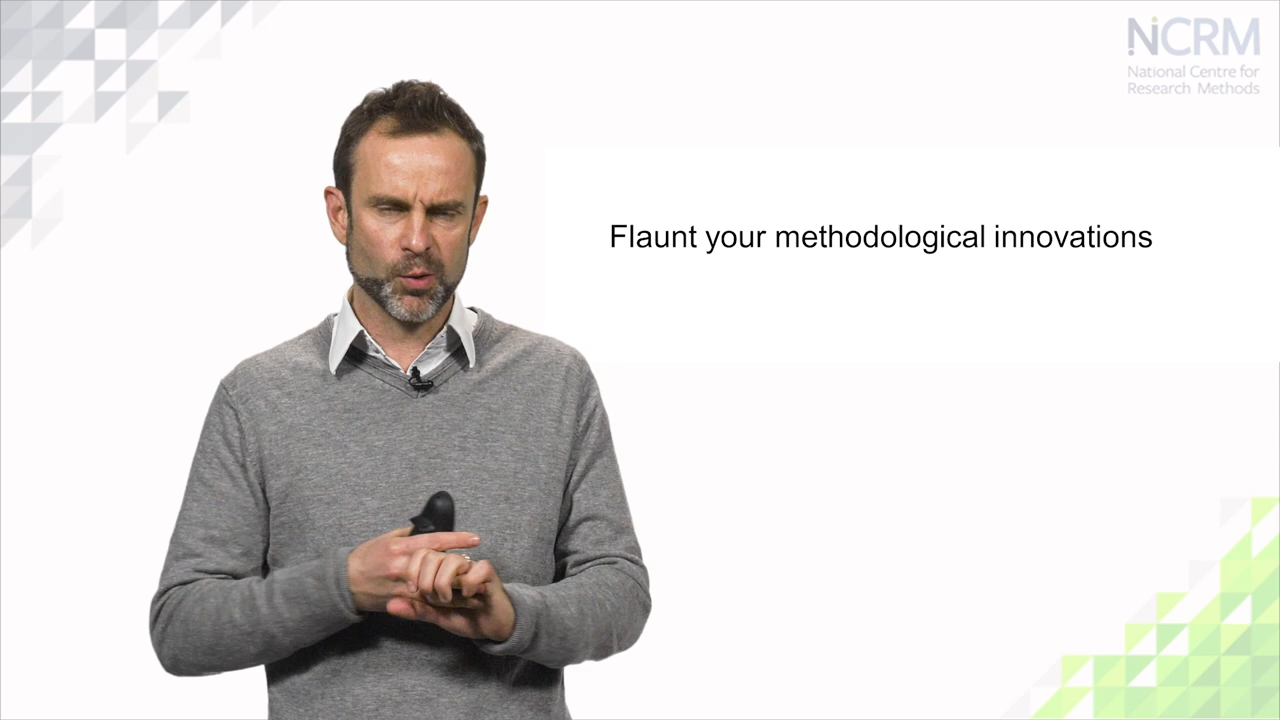 NCRM
National Centre for
Research Methods
Flaunt your methodological innovations